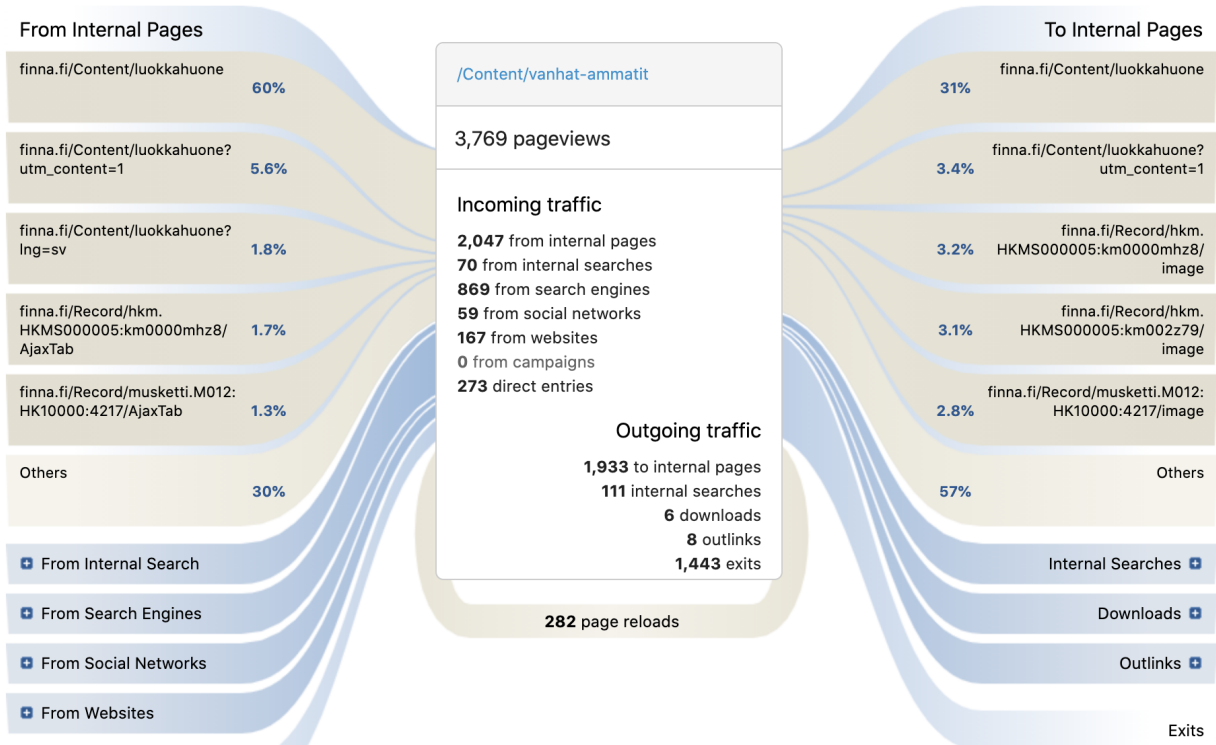 From Internal Pages
finna.fi/Content/luokkahuone
60%
finna.fi/Content/luokkahuone?
utm_content=1
5.6%
finna.fi/Content/luokkahuone?
lng=sv
1.8%
finna.fi/Record/hkm.
HKMS000005:km0000mhz8/
AjaxTab
1.7%
finna.fi/Record/musketti.M012:
HK10000:4217/AjaxTab
1.3%
Others
30%
From Internal Search
From Search Engines
From Social Networks
From Websites
/Content/vanhat-ammatit
3,769 pageviews
Incoming traffic
2,047 from internal pages
70 from internal searches
869 from search engines
59 from social networks
167 from websites
0 from campaigns
273 direct entries
Outgoing traffic
1,933 to internal pages
111 internal searches
6 downloads
8 outlinks
1,443 exits
282 page reloads
To Internal Pages
finna.fi/Content/luokkahuone
31%
finna.fi/Content/luokkahuone?
utm_content=1
3.4%
finna.fi/Record/hkm.
HKMS000005:km0000mhz8/
image
3.2%
finna.fi/Record/hkm.
HKMS000005:km002z79/
image
3.1%
finna.fi/Record/musketti.M012:
HK10000:4217/image
2.8%
Others
57%
Internal Searches
Downloads
Outlinks
Exits